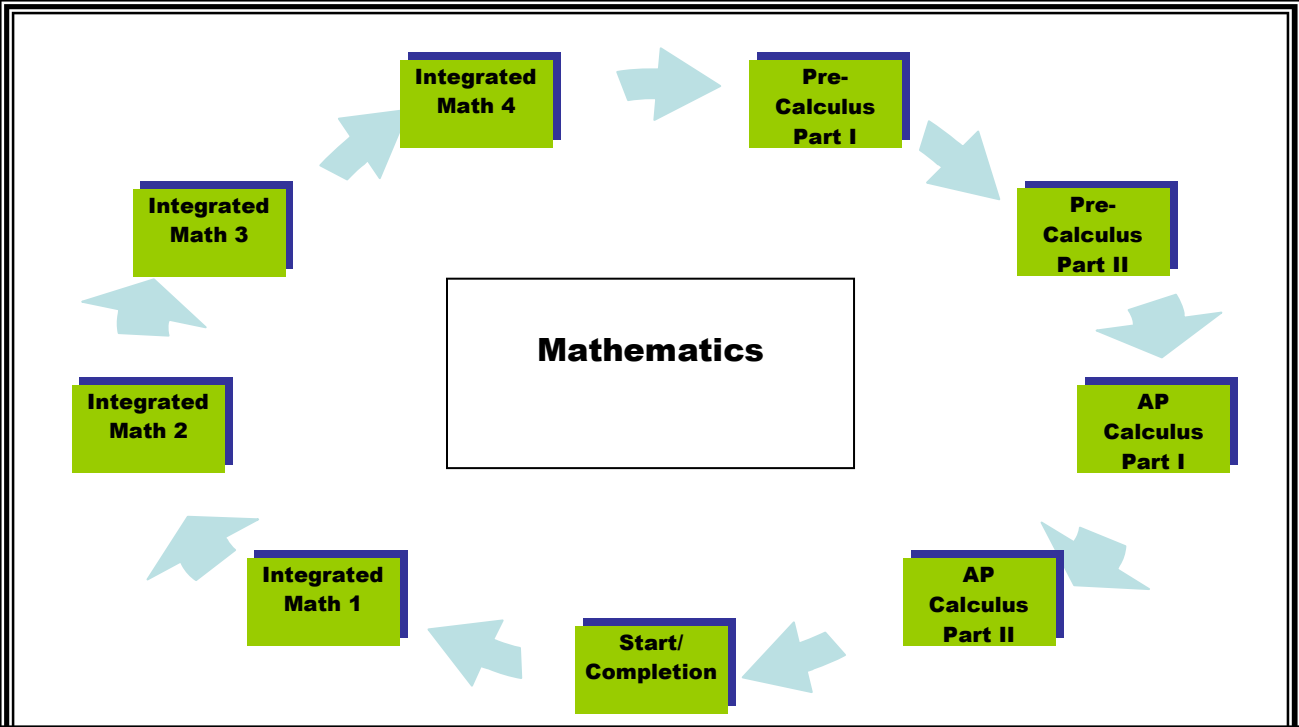 Integrated
Math 4
Pre-
Calculus
Part I
Integrated
Math 3
Pre-
Calculus
Part II
Mathematics
Integrated
Math 2
AP
Calculus
Part I
Integrated
Math 1
AP
Calculus
Part II
Start/
Completion